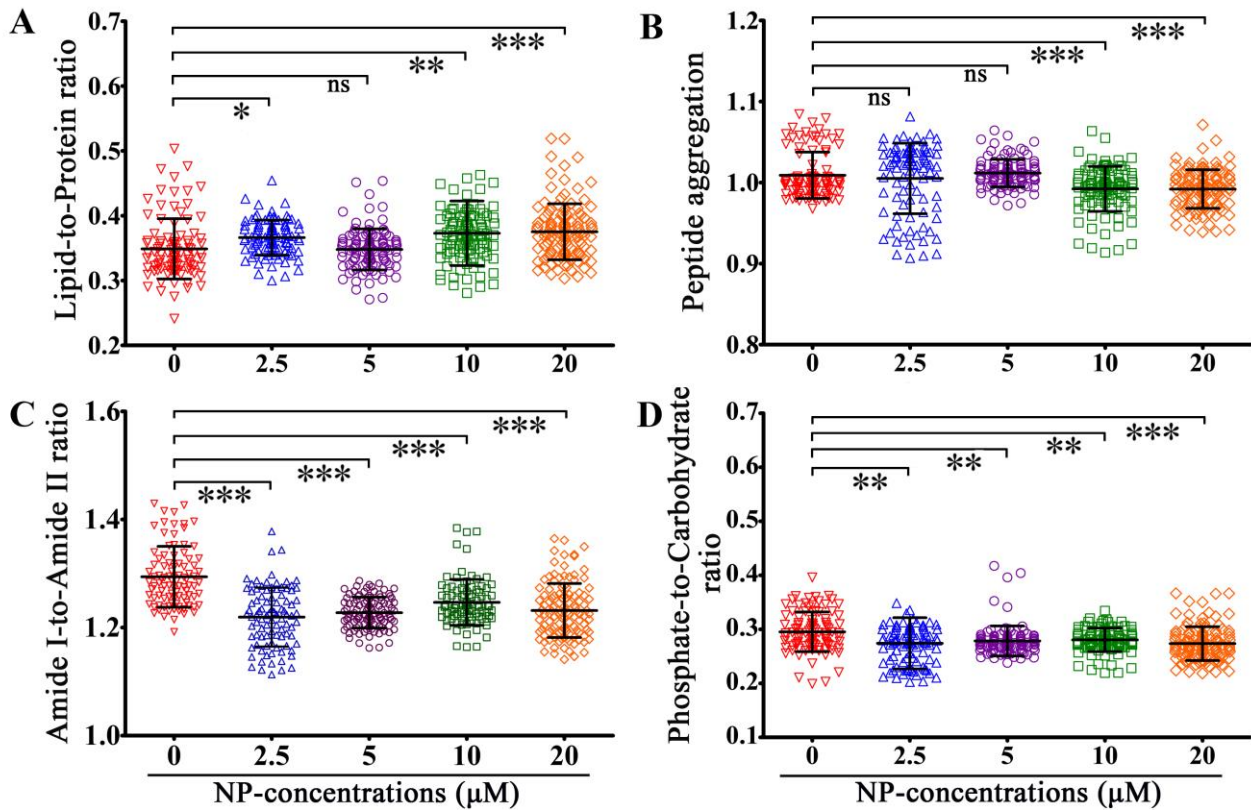 A
Lipid-to-Protein ratio
0.7
0.6
0.5
0.4
0.3
0.2
***
**
ns
*
0 2.5 5 10 20
B
Peptide aggregation
1.2
1.1
1.0
0.9
0.8
***
***
ns
ns
0 2.5 5 10 20
C
Amide I-to-Amide II ratio
1.6
1.4
1.2
1.0
***
***
***
***
0 2.5 5 10 20
NP-concentrations (μM)
D
Phosphate-to-Carbohydrate
ratio
0.7
0.6
0.5
0.4
0.3
0.2
0.1
***
**
**
**
0 2.5 5 10 20
NP-concentrations (μM)